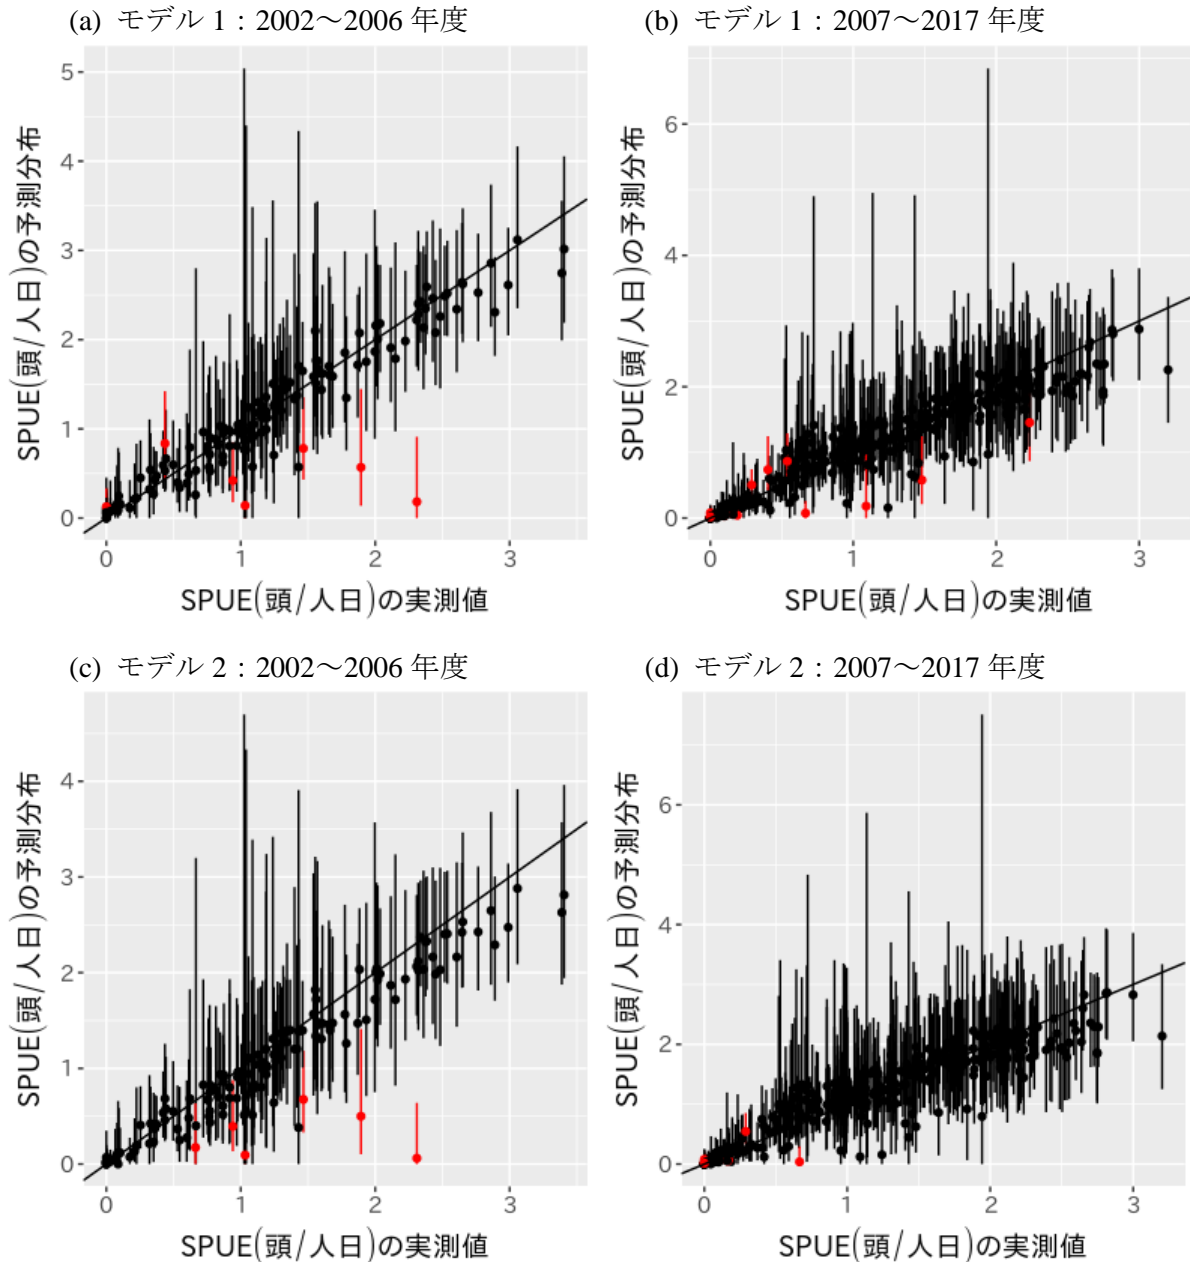 (a) モデル 1:2002～2006 年度
(b) モデル 1:2007～2017 年度
SPUE(頭/人日)の予測分布
5
4
3
2
1
0
0 1 2 3
SPUE(頭/人日)の実測値
SPUE(頭/人日)の予測分布
6
4
2
0
0 1 2 3
SPUE(頭/人日)の実測値
(c) モデル 2:2002～2006 年度
(d) モデル 2:2007～2017 年度
SPUE(頭/人日)の予測分布
4
3
2
1
0
0 1 2 3
SPUE(頭/人日)の実測値
SPUE(頭/人日)の予測分布
6
4
2
0
0 1 2 3
SPUE(頭/人日)の実測値